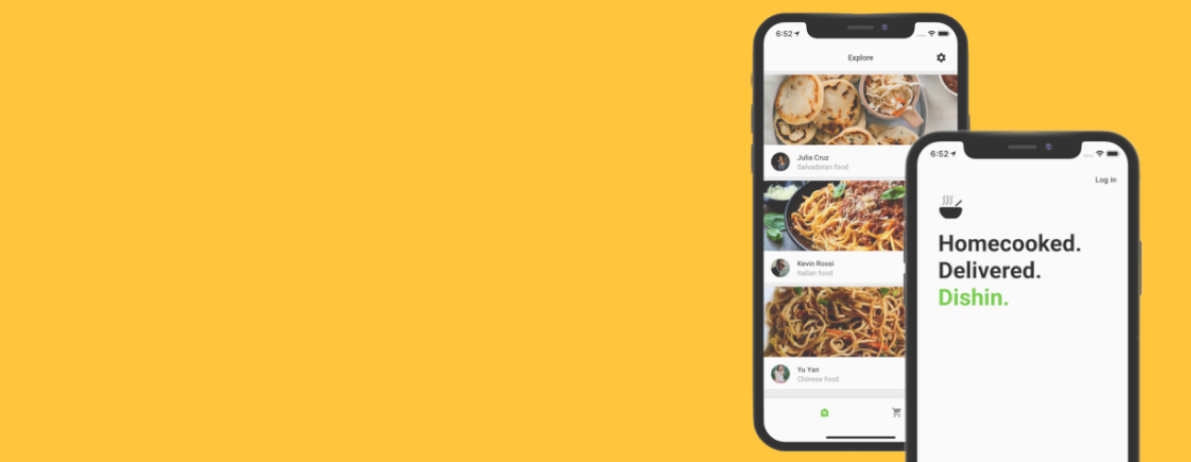 6:52
Explore
Julia Cruz
Salvadoran food
Kevin Rossi
Italian food
Yu Yan
Chinese food
6:52
Log in
Homecooked.
Delivered.
Dishin.